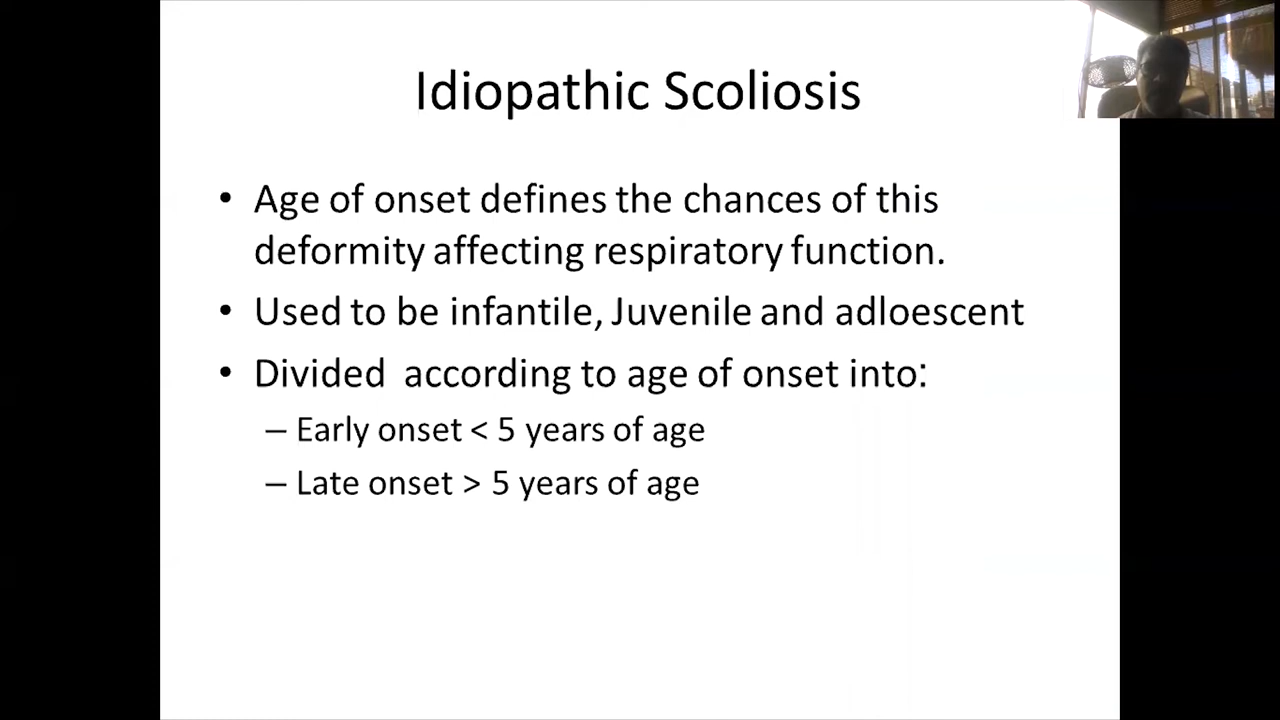 Idiopathic Scoliosis
• Age of onset defines the chances of this
deformity affecting respiratory function.
• Used to be infantile, Juvenile and adloescent
• Divided according to age of onset into:
– Early onset < 5 years of age
– Late onset > 5 years of age